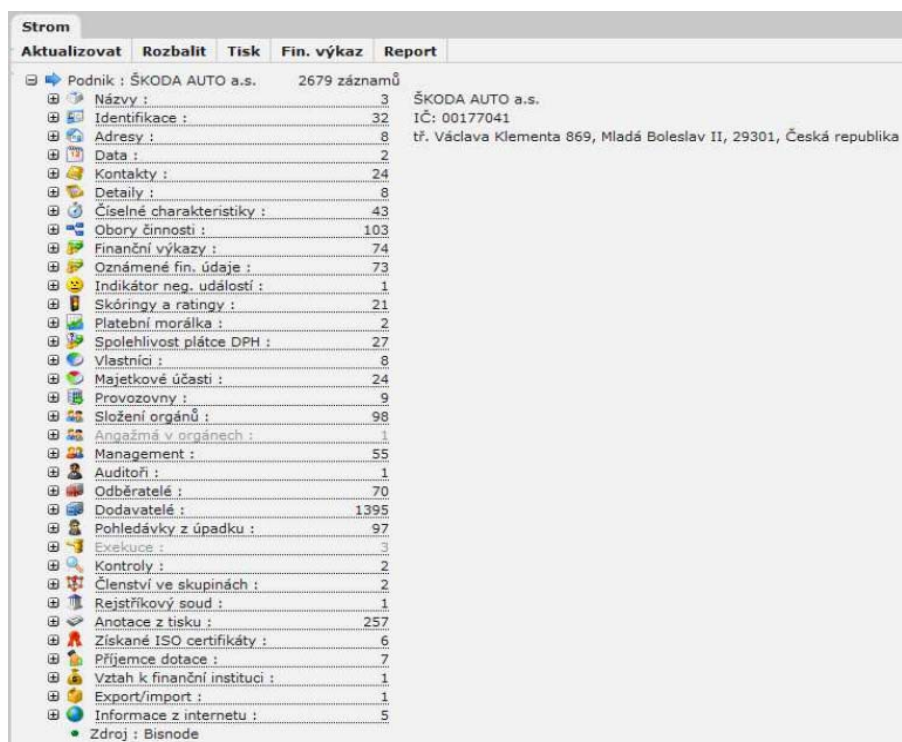 Strom
Aktualizovat Rozbalit Tisk Fin. výkaz Report
Podnik : ŠKODA AUTO a.s. 2679 záznamů
Názvy : 3 ŠKODA AUTO a.s.
Identifikace : 32 IČ: 00177041
Adresy : 8 tř. Václava Klementa 869, Mladá Boleslav II, 29301, Česká republika
Data : 2
Kontakty : 24
Detaily : 8
Číselné charakteristiky : 43
Obory činnosti : 103
Finanční výkazy : 74
Oznámené fin. údaje : 73
Indikátor neg. událostí : 1
Skóringy a ratingy : 21
Platební morálka : 2
Spolehlivost plátce DPH : 27
Vlastníci : 8
Majetkové účasti : 24
Provozovny : 9
Složení orgánů : 98
Angažmá v orgánech : 1
Management : 55
Auditoři : 1
Odběratelé : 70
Dodavatelé : 1395
Pohledávky z úpadku : 97
Exekuce : 3
Kontroly : 2
Členství ve skupinách : 2
Rejstříkový soud : 1
Anotace z tisku : 257
Získané ISO certifikáty : 6
Příjemce dotace : 7
Vztah k finanční instituci : 1
Export/import : 1
Informace z internetu : 5
Zdroj : Bisnode